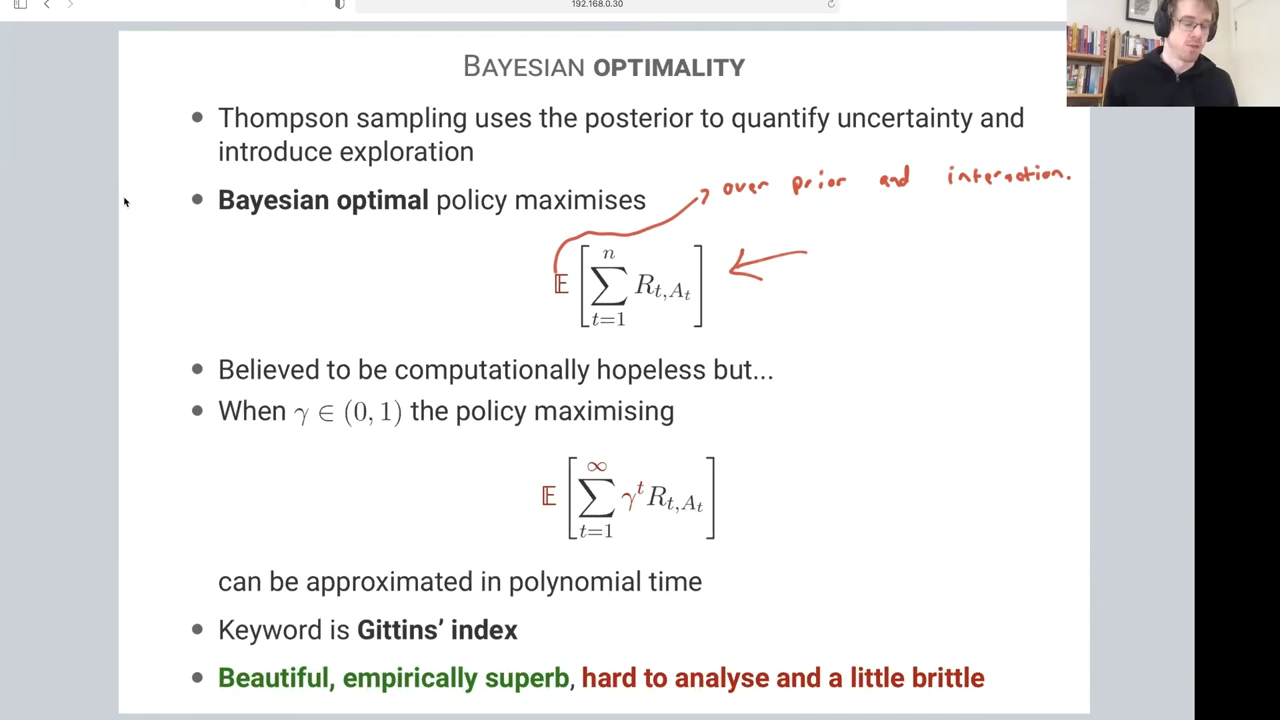 192.168.0.30
BAYESIAN OPTIMALITY
• Thompson sampling uses the posterior to quantify uncertainty and
introduce exploration
over prior and interaction.
• Bayesian optimal policy maximises
𝔼 [ ∑_{t=1}^{n} R_{t,A_t} ]
• Believed to be computationally hopeless but...
• When γ ∈ (0, 1) the policy maximising
𝔼 [ ∑_{t=1}^{∞} γ^t R_{t,A_t} ]
can be approximated in polynomial time
• Keyword is Gittins’ index
• Beautiful, empirically superb, hard to analyse and a little brittle